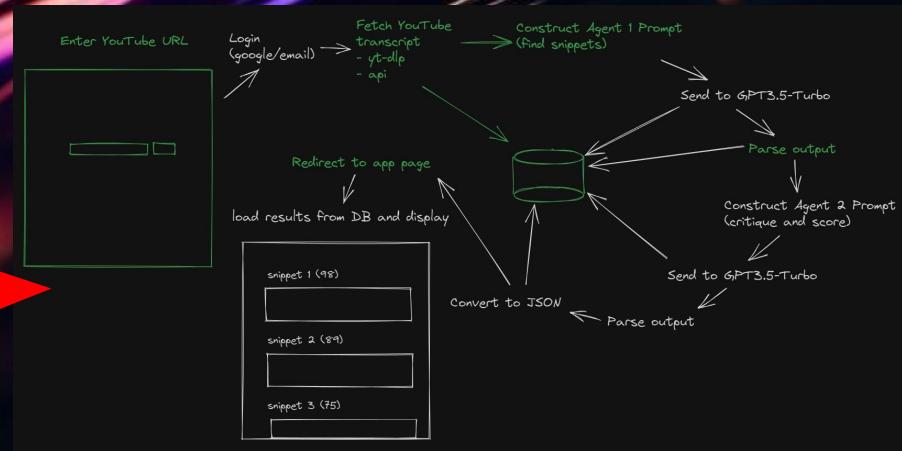 Enter YouTube URL
Login
(google/email)
Fetch YouTube
transcript
- yt-dlp
- api
Construct Agent 1 Prompt
(find snippets)
Send to GPT3.5-Turbo
Parse output
Construct Agent 2 Prompt
(critique and score)
Send to GPT3.5-Turbo
Parse output
Convert to JSON
Redirect to app page
load results from DB and display
snippet 1 (98)
snippet 2 (89)
snippet 3 (75)